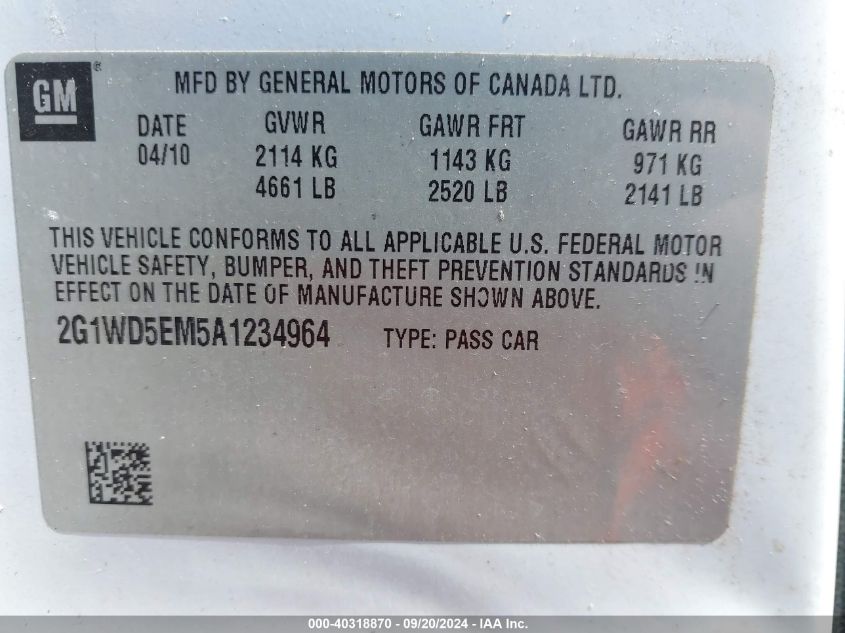 GM®
MFD BY GENERAL MOTORS OF CANADA LTD.
DATE GVWR GAWR FRT GAWR RR
04/10 2114 KG 1143 KG 971 KG
4661 LB 2520 LB 2141 LB
THIS VEHICLE CONFORMS TO ALL APPLICABLE U.S. FEDERAL MOTOR
VEHICLE SAFETY, BUMPER, AND THEFT PREVENTION STANDARDS IN
EFFECT ON THE DATE OF MANUFACTURE SHOWN ABOVE.
2G1WD5EM5A1234964 TYPE: PASS CAR
000-40318870 / 09/20/2024 - IAA Inc.